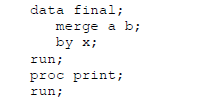 data final;
merge a b;
by x;
run;
proc print;
run;